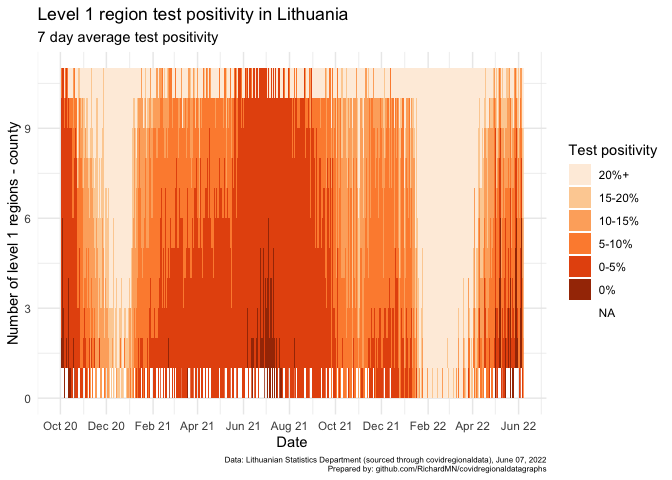 Level 1 region test positivity in Lithuania
7 day average test positivity
Number of level 1 regions - county
9
6
3
0
Oct 20 Dec 20 Feb 21 Apr 21 Jun 21 Aug 21 Oct 21 Dec 21 Feb 22 Apr 22 Jun 22
Date
Test positivity
20%+
15-20%
10-15%
5-10%
0-5%
0%
NA
Data: Lithuanian Statistics Department (sourced through covidregionaldata), June 07, 2022
Prepared by: github.com/RichardMN/covidregionaldatagraphs